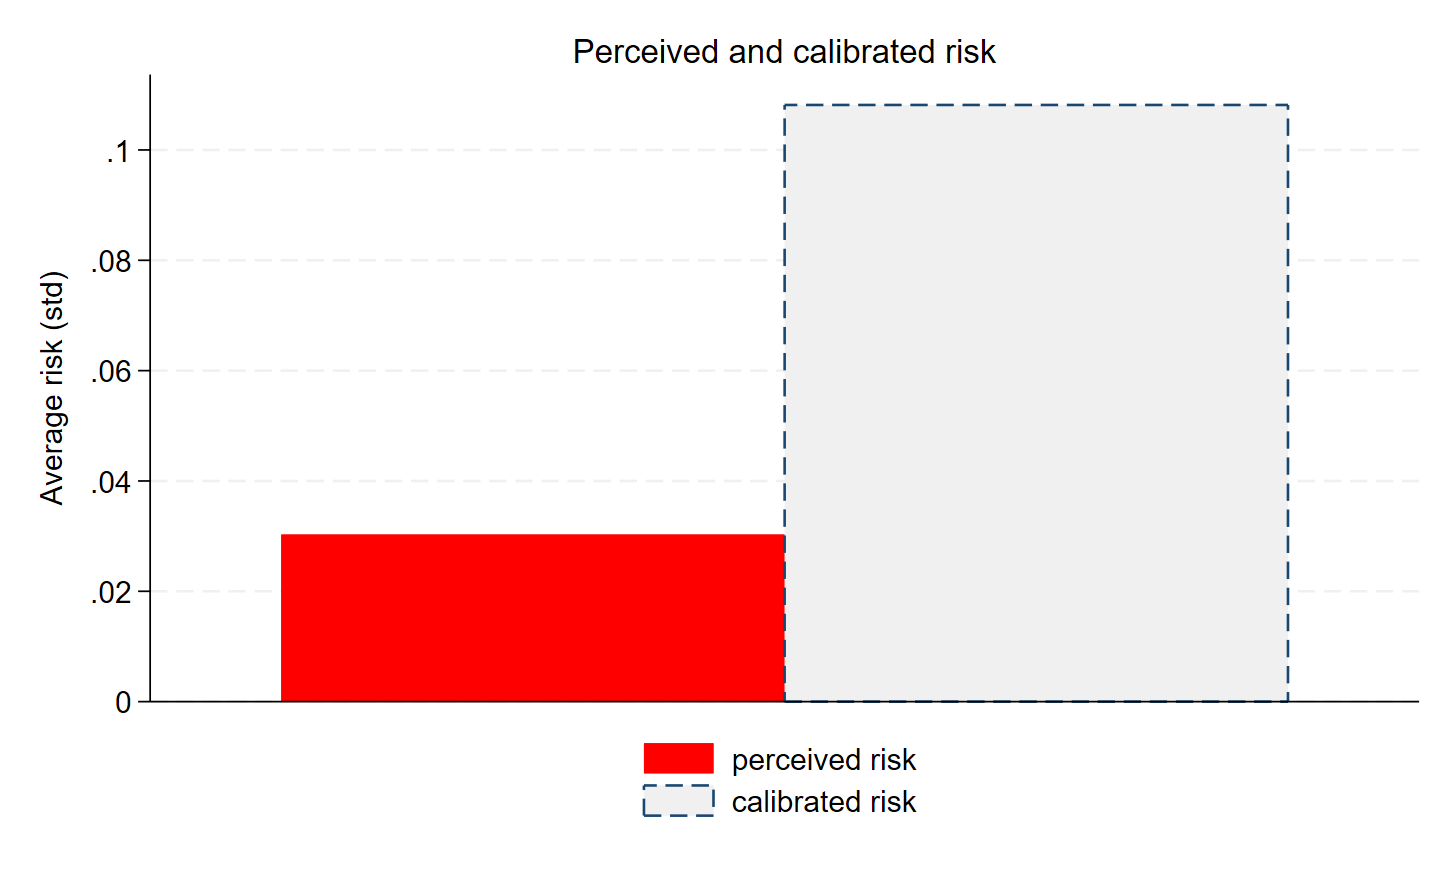 Perceived and calibrated risk
Average risk (std)
.1
.08
.06
.04
.02
0
perceived risk
calibrated risk